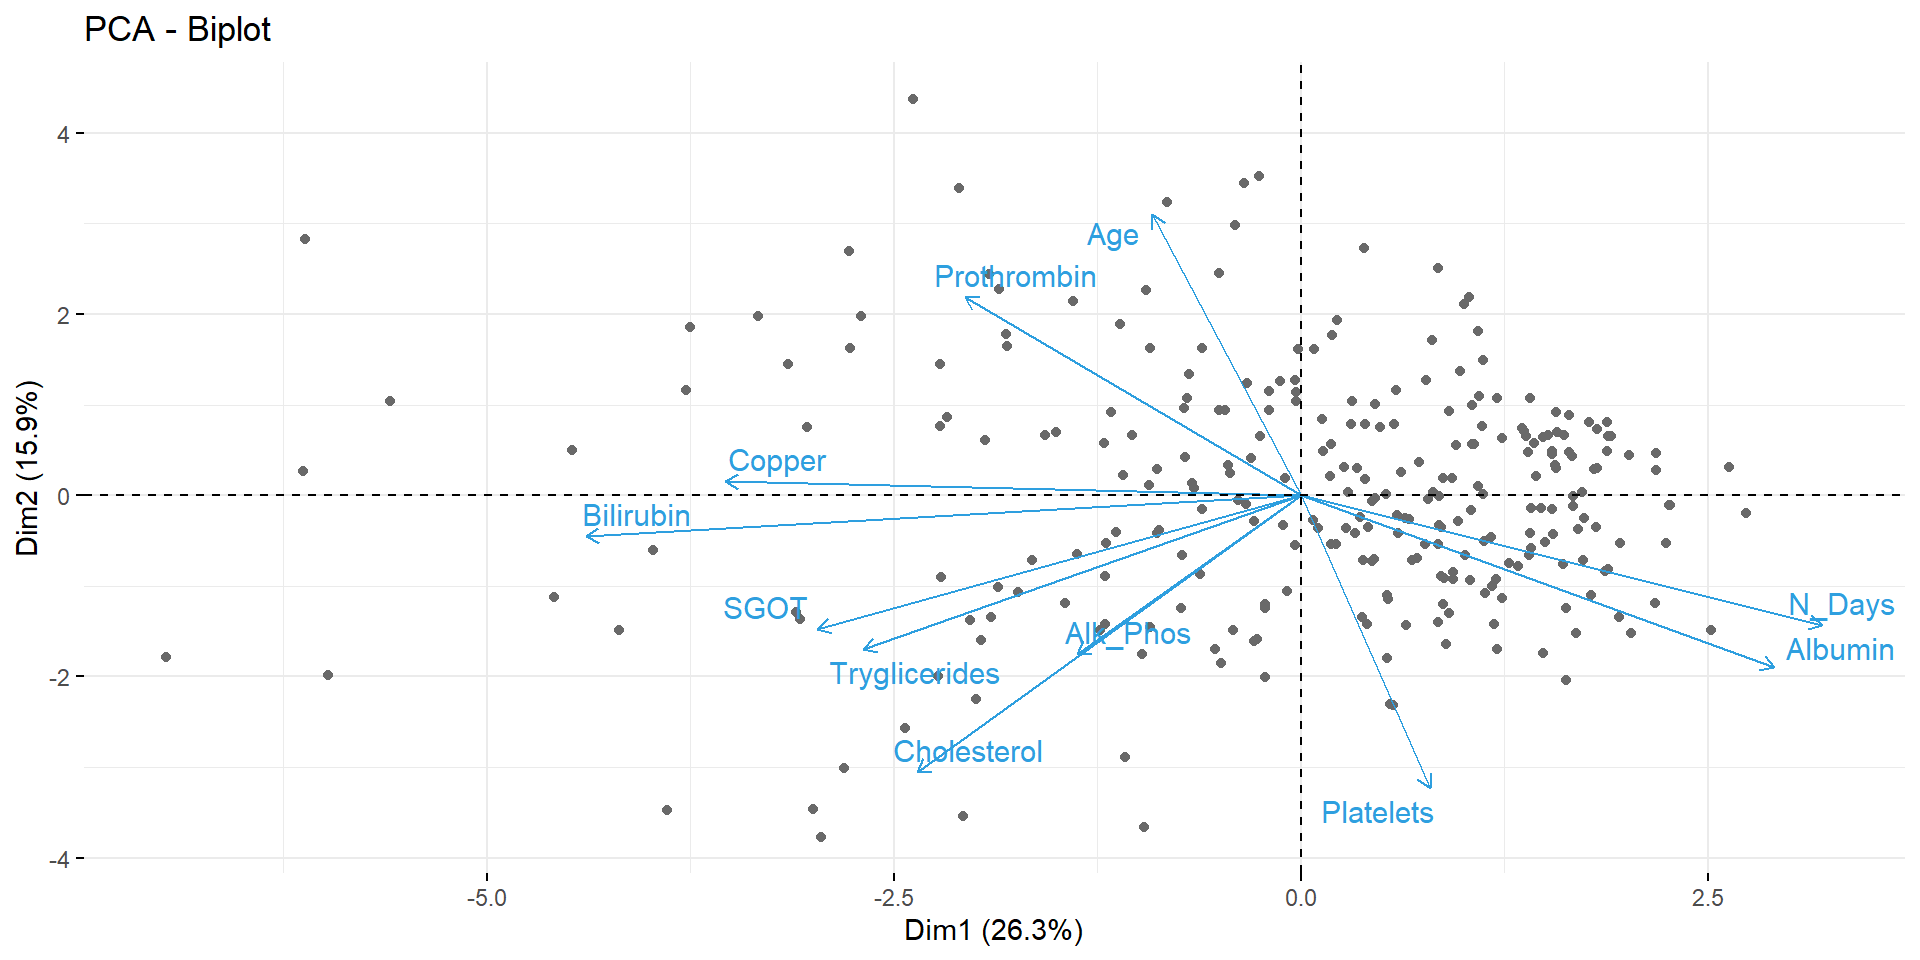 PCA - Biplot
4
2
0
-2
-4
Dim2 (15.9%)
Age
Prothrombin
Copper
Bilirubin
SGOT
N_Days
Alk_Phos
Albumin
Tryglicerides
Cholesterol
Platelets
-5.0
-2.5
0.0
2.5
Dim1 (26.3%)